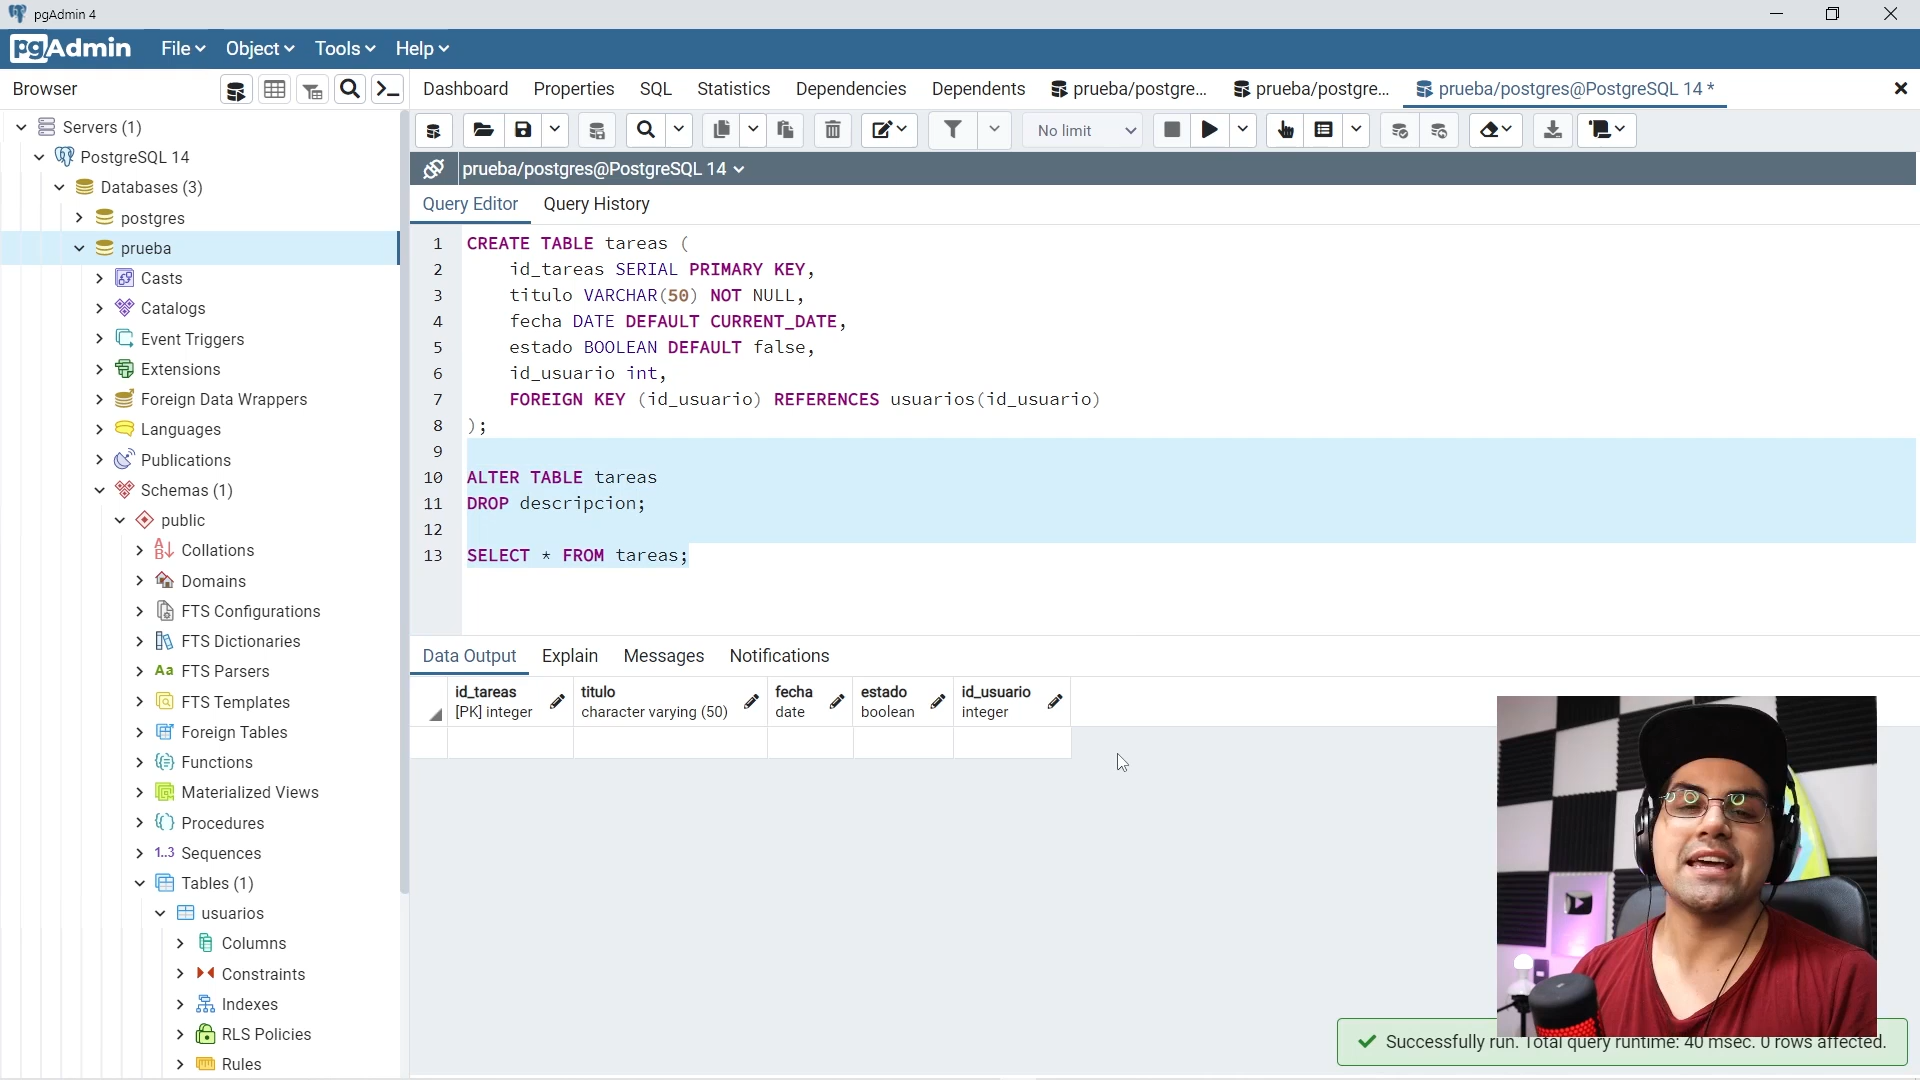 pgAdmin 4
pgAdmin File Object Tools Help
Browser
Dashboard Properties SQL Statistics Dependencies Dependents prueba/postgre... prueba/postgre... prueba/postgres@PostgreSQL 14 *
No limit
prueba/postgres@PostgreSQL 14
Query Editor Query History
Servers (1)
PostgreSQL 14
Databases (3)
postgres
prueba
Casts
Catalogs
Event Triggers
Extensions
Foreign Data Wrappers
Languages
Publications
Schemas (1)
public
Collations
Domains
FTS Configurations
FTS Dictionaries
Aa FTS Parsers
FTS Templates
Foreign Tables
Functions
Materialized Views
Procedures
1..3 Sequences
Tables (1)
usuarios
Columns
Constraints
Indexes
RLS Policies
Rules
1 CREATE TABLE tareas (
2 id_tareas SERIAL PRIMARY KEY,
3 titulo VARCHAR(50) NOT NULL,
4 fecha DATE DEFAULT CURRENT_DATE,
5 estado BOOLEAN DEFAULT false,
6 id_usuario int,
7 FOREIGN KEY (id_usuario) REFERENCES usuarios(id_usuario)
8 );
9
10 ALTER TABLE tareas
11 DROP descripcion;
12
13 SELECT * FROM tareas;
Data Output Explain Messages Notifications
id_tareas titulo fecha estado id_usuario
[PK] integer character varying (50) date boolean integer
Successfully run. Total query runtime: 40 msec. 0 rows affected.